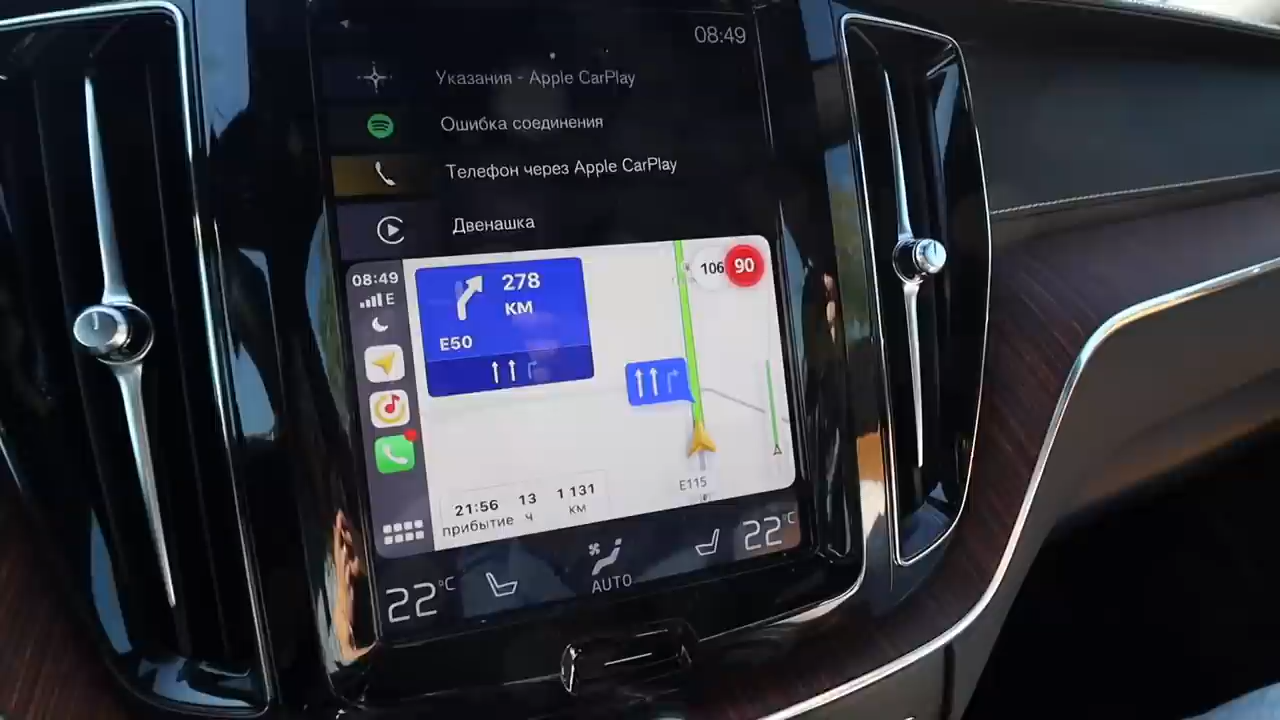 08:49
Указания - Apple CarPlay
Ошибка соединения
Телефон через Apple CarPlay
Двенашка
08:49
E
278
КМ
E50
106 90
E115
21:56 13 1 131
прибытие ч км
22°C
AUTO
22°C